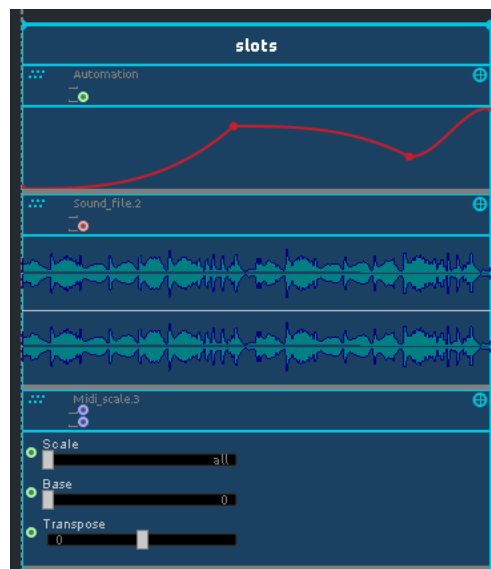 slots
Automation
Sound_file.2
Midi_scale.3
Scale
all
Base
0
Transpose
0